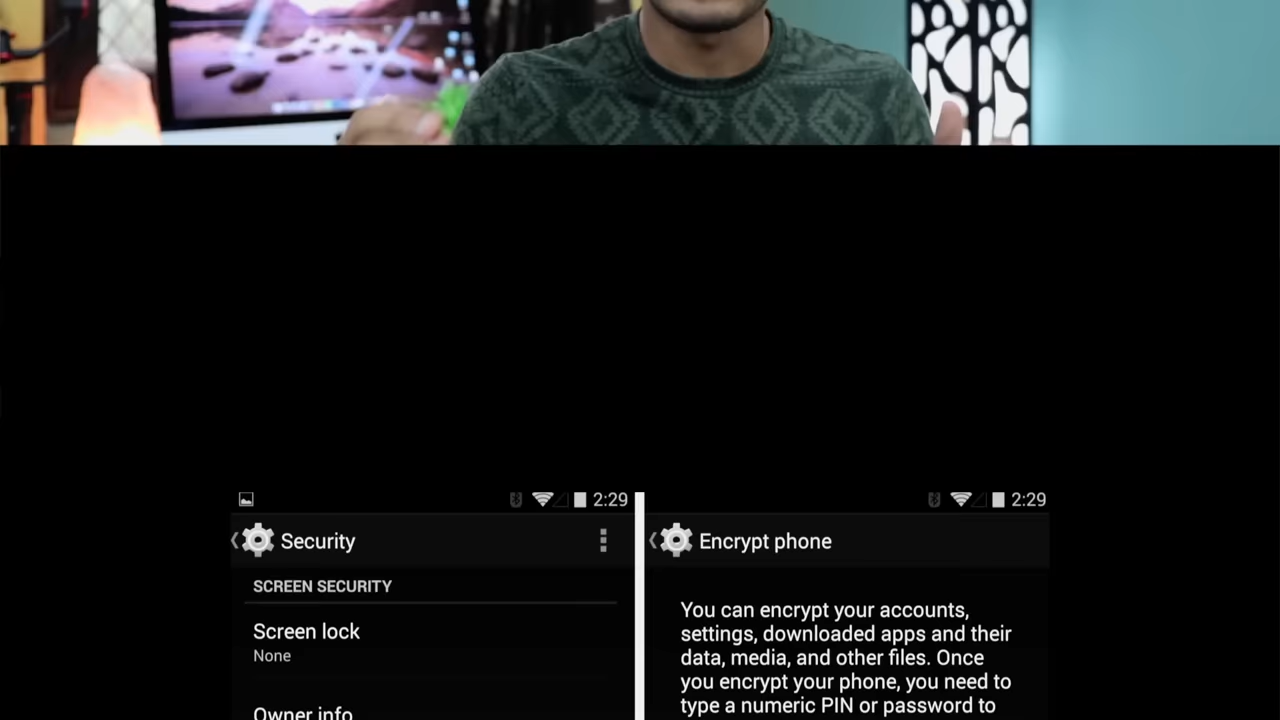 2:29
Security
SCREEN SECURITY
Screen lock
None
Owner info
2:29
Encrypt phone
You can encrypt your accounts,
settings, downloaded apps and their
data, media, and other files. Once
you encrypt your phone, you need to
type a numeric PIN or password to